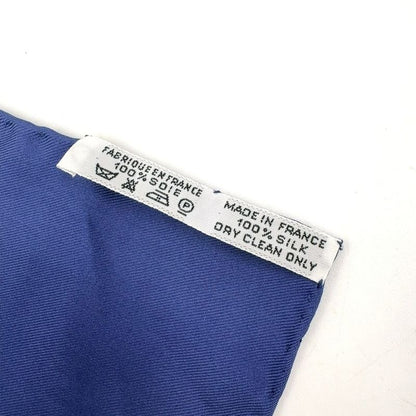 FABRIQUE EN FRANCE
100% SOIE
P
MADE IN FRANCE
100% SILK
DRY CLEAN ONLY